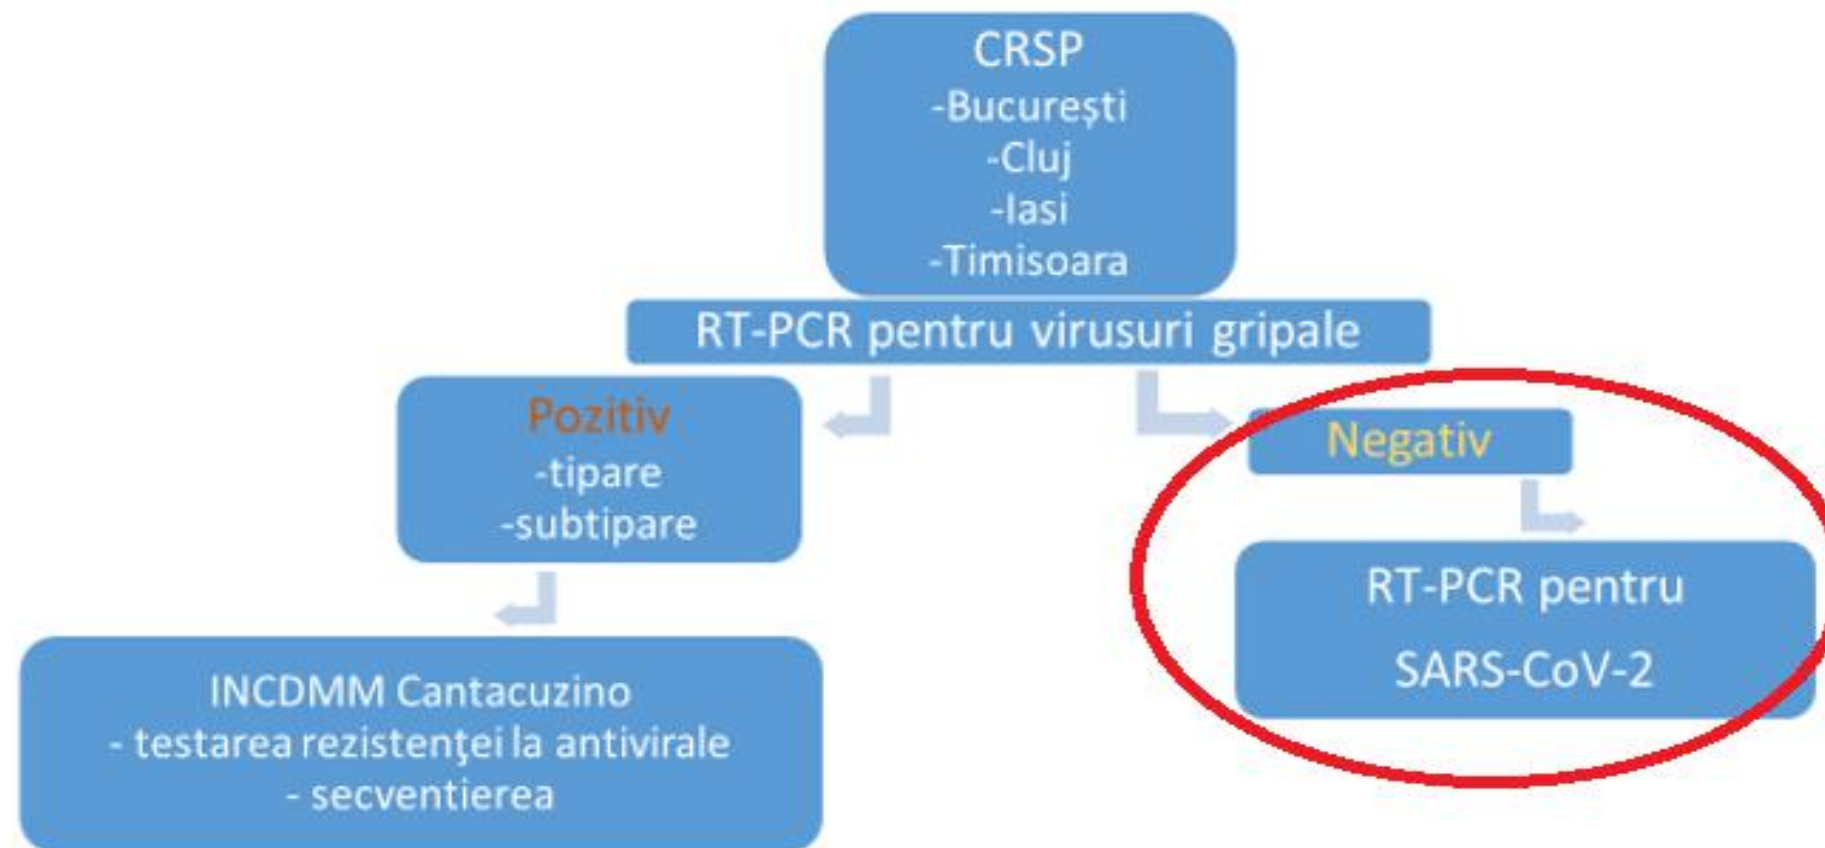 CRSP
-București
-Cluj
-Iasi
-Timisoara
RT-PCR pentru virusuri gripale
Pozitiv
-tipare
-subtipare
INCDMM Cantacuzino
- testarea rezistenţei la antivirale
- secventierea
Negativ
RT-PCR pentru
SARS-CoV-2